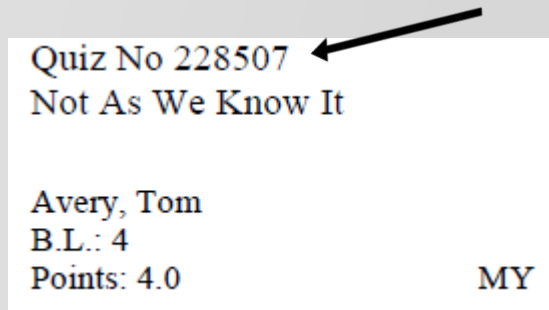 Quiz No 228507
Not As We Know It
Avery, Tom
B.L.: 4
Points: 4.0 MY